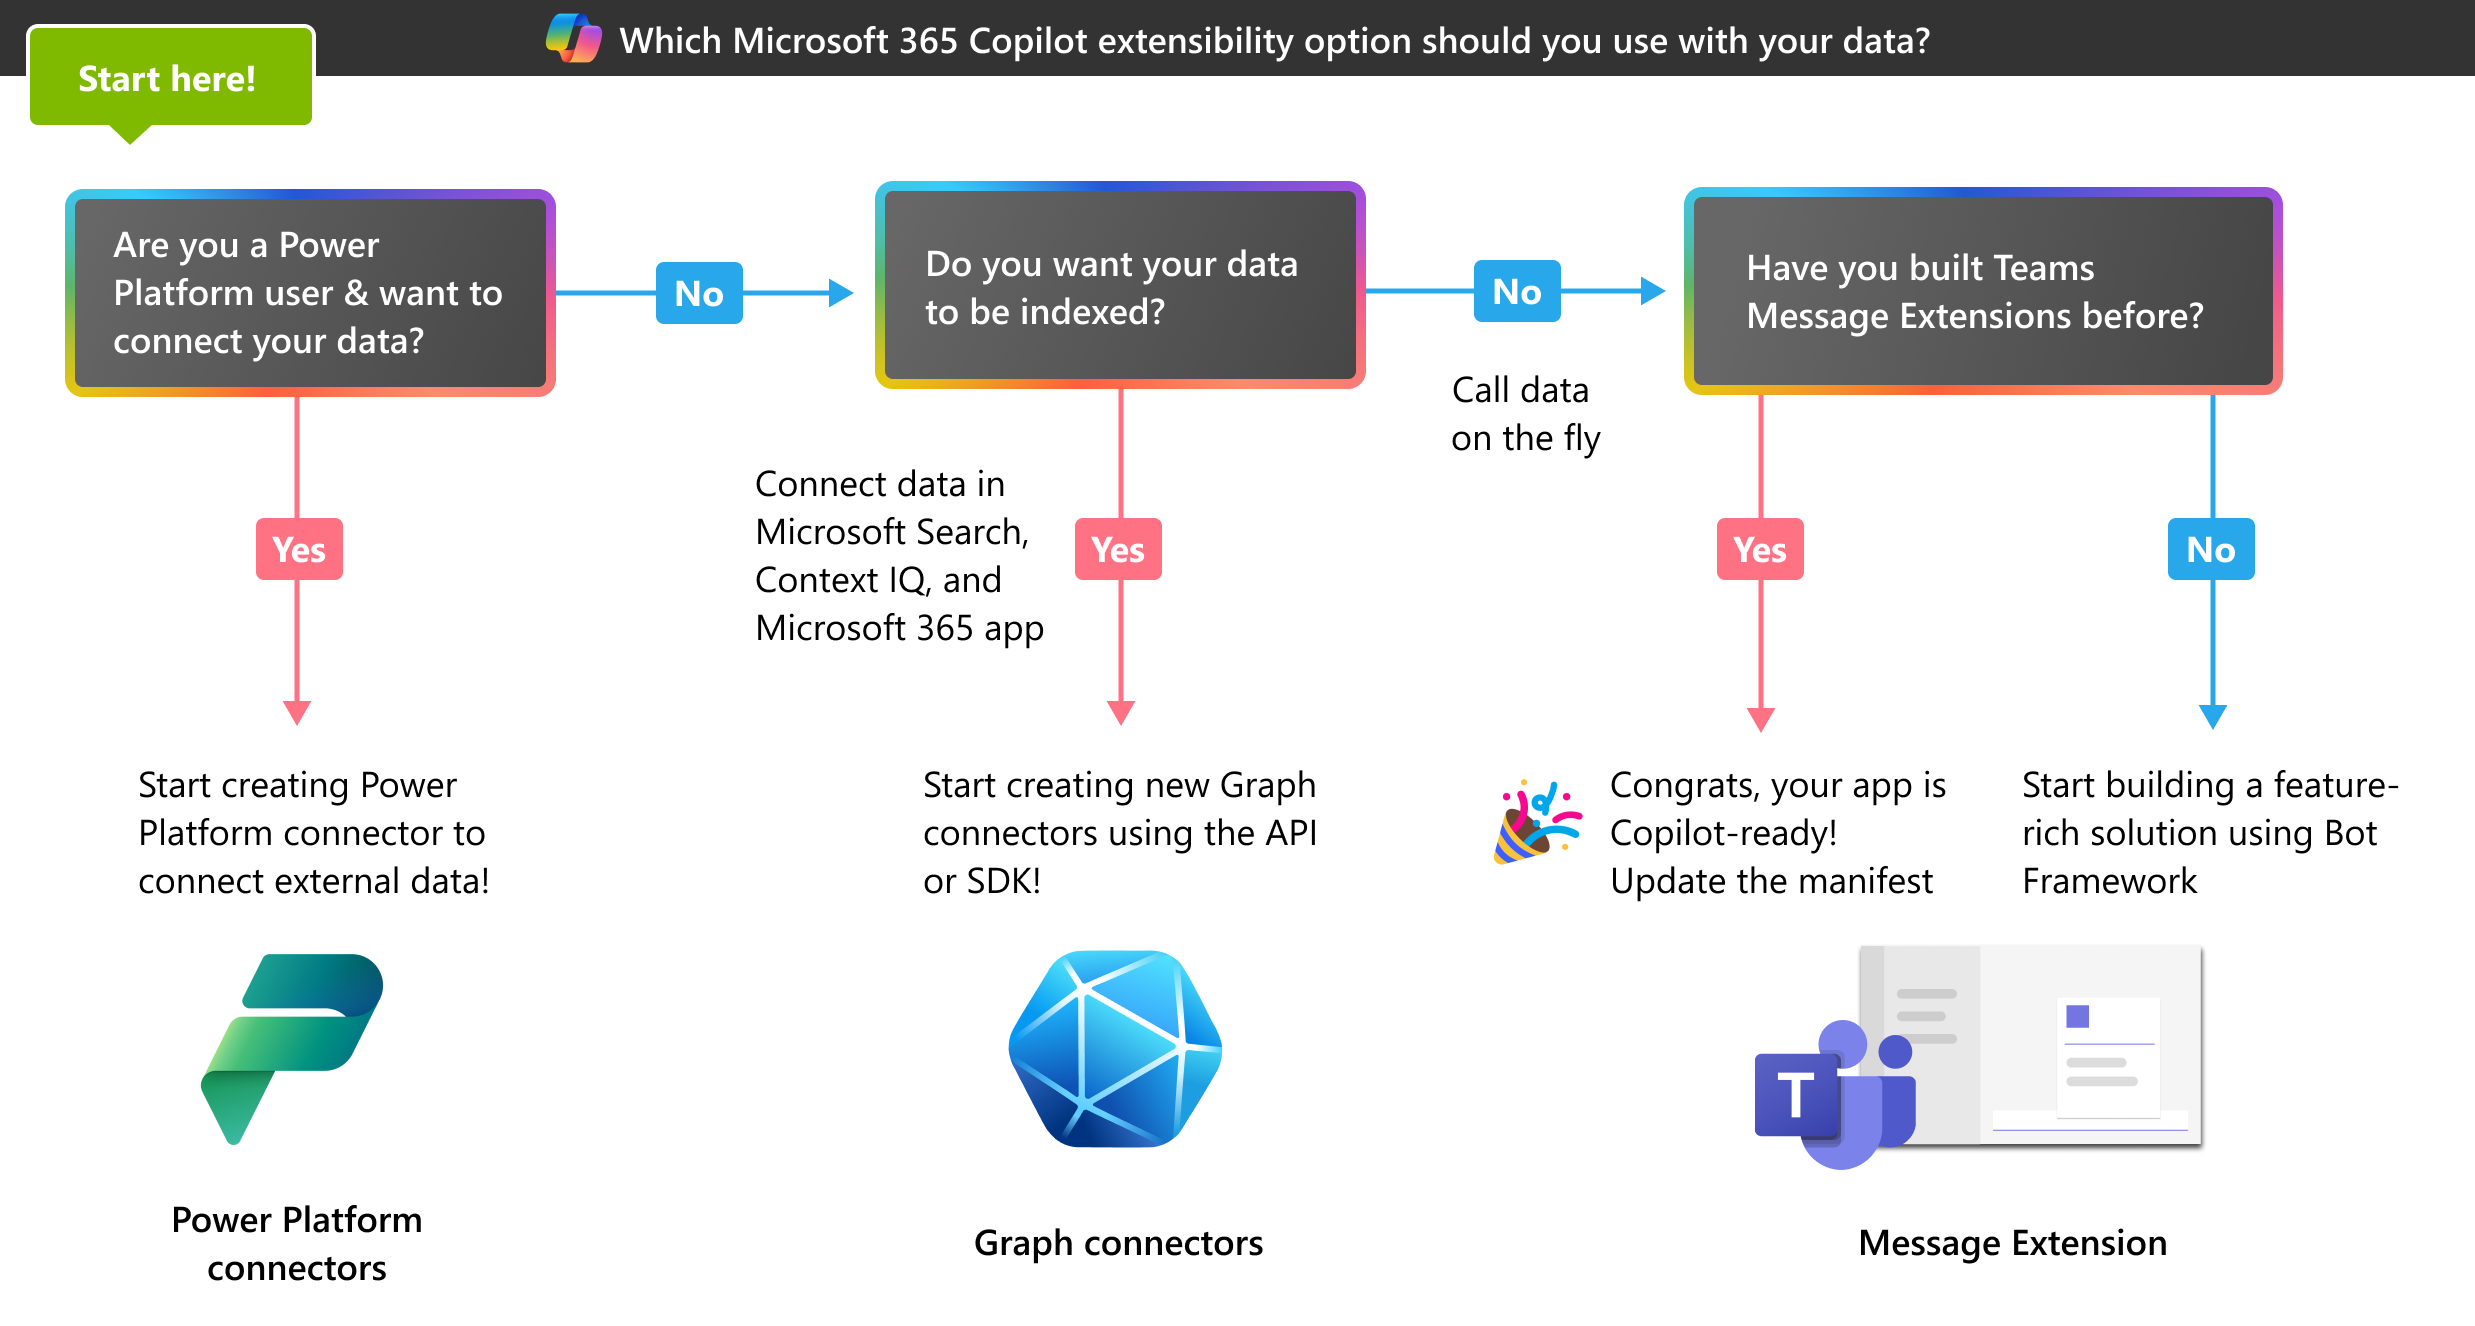 Which Microsoft 365 Copilot extensibility option should you use with your data?
Start here!
Are you a Power
Platform user & want to
connect your data?
No
Do you want your data
to be indexed?
No
Have you built Teams
Message Extensions before?
Call data
on the fly
Connect data in
Microsoft Search,
Context IQ, and
Microsoft 365 app
Yes
Yes
Yes
No
Start creating Power
Platform connector to
connect external data!
Start creating new Graph
connectors using the API
or SDK!
Congrats, your app is
Copilot-ready!
Update the manifest
Start building a feature-
rich solution using Bot
Framework
T
Power Platform
connectors
Graph connectors
Message Extension